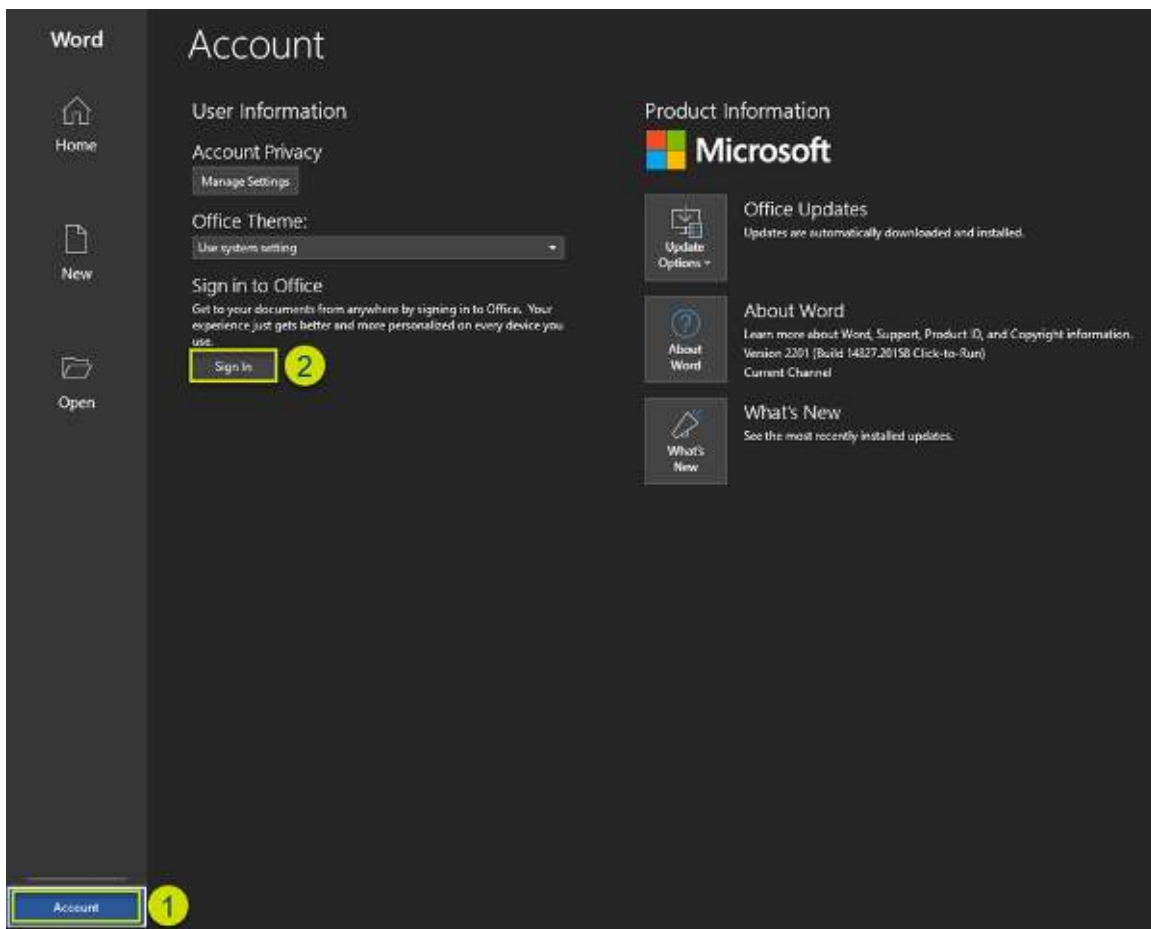 Word
Home
New
Open
Account
1
Account
User Information
Account Privacy
Manage Settings
Office Theme:
Use system setting
Sign in to Office
Get to your documents from anywhere by signing in to Office. Your
experience just gets better and more personalized on every device you
use.
Sign In
2
Product Information
Microsoft
Update
Options
Office Updates
Updates are automatically downloaded and installed.
About
Word
About Word
Learn more about Word, Support, Product ID, and Copyright information.
Version 2201 (Build 14827.20158 Click-to-Run)
Current Channel
What's
New
What's New
See the most recently installed updates.